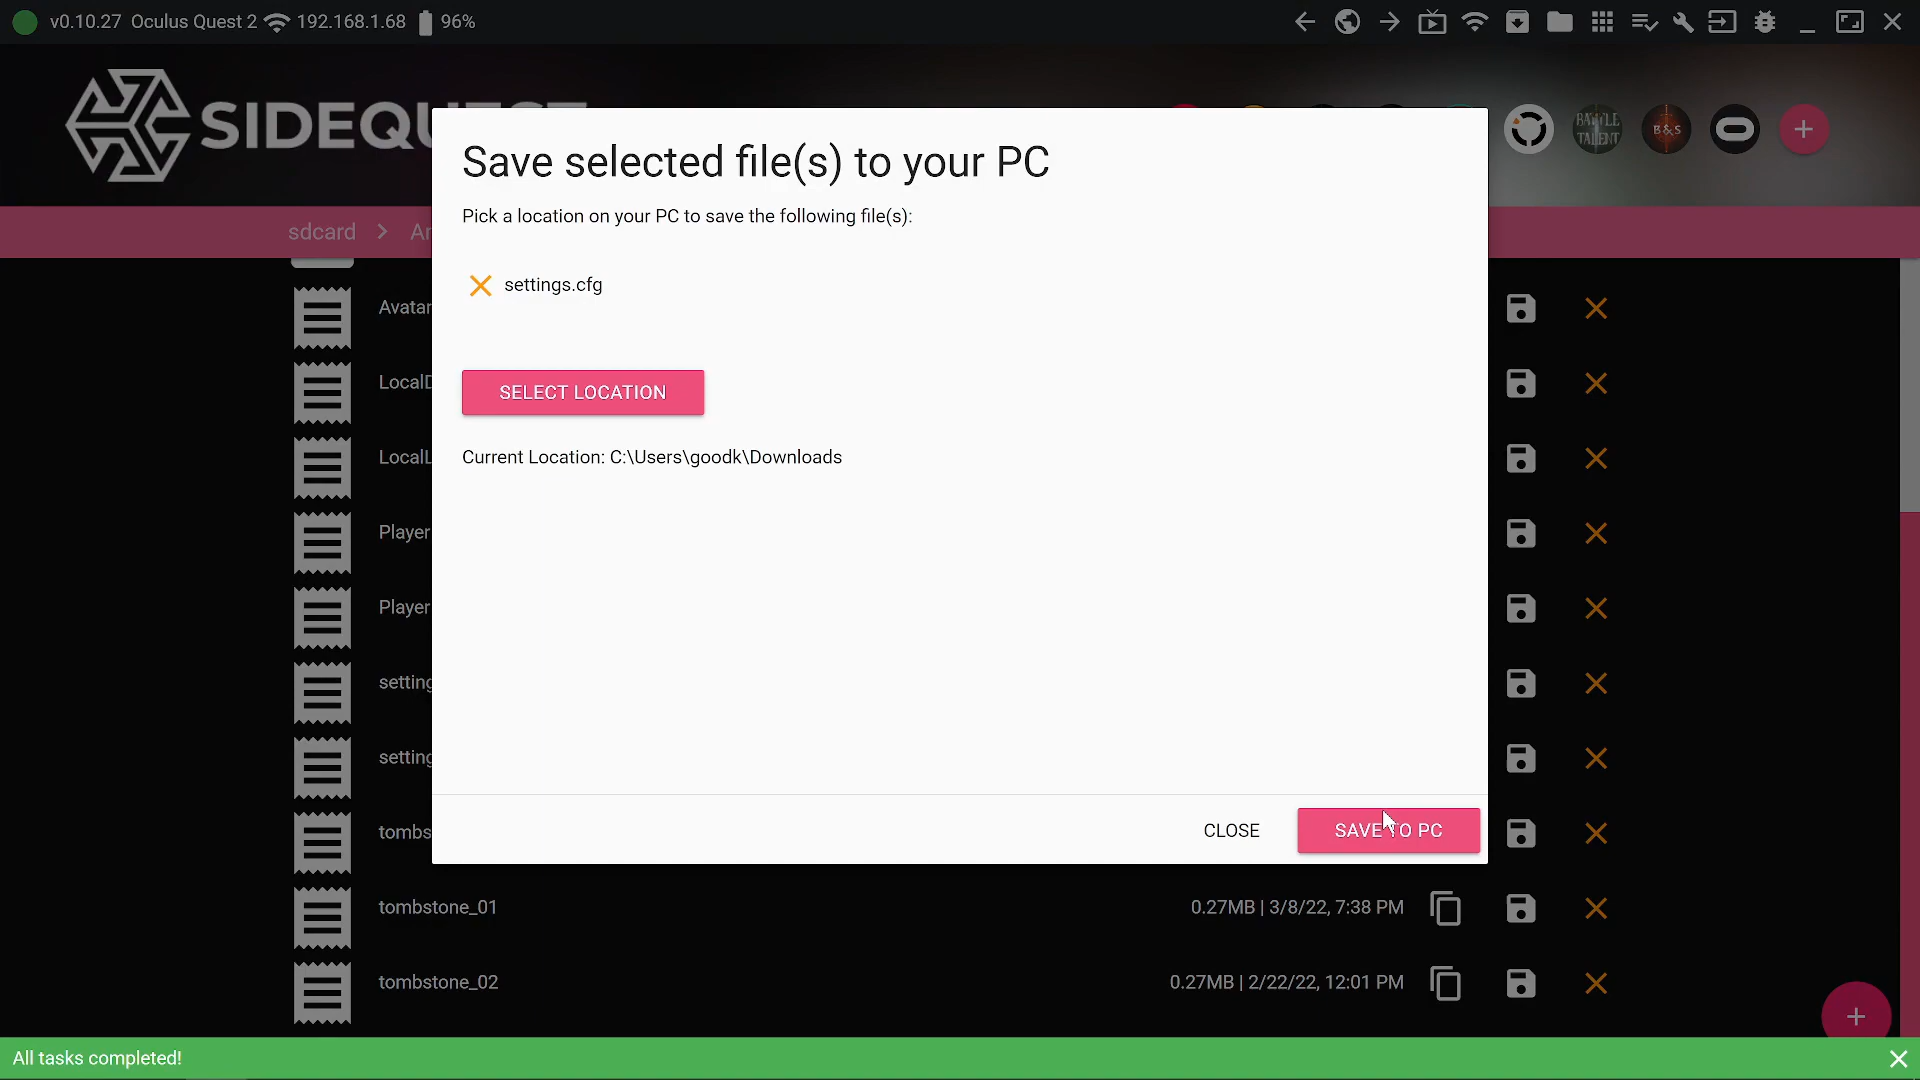 v0.10.27 Oculus Quest 2 192.168.1.68 96%
SIDEQU
BATTLE
TALENT
B&S
Save selected file(s) to your PC
Pick a location on your PC to save the following file(s):
sdcard
settings.cfg
Avatar
SELECT LOCATION
Current Location: C:\Users\goodk\Downloads
Player
Player
setting
setting
tombs
CLOSE
SAVE TO PC
tombstone_01
0.27MB | 3/8/22, 7:38 PM
tombstone_02
0.27MB | 2/22/22, 12:01 PM
All tasks completed!